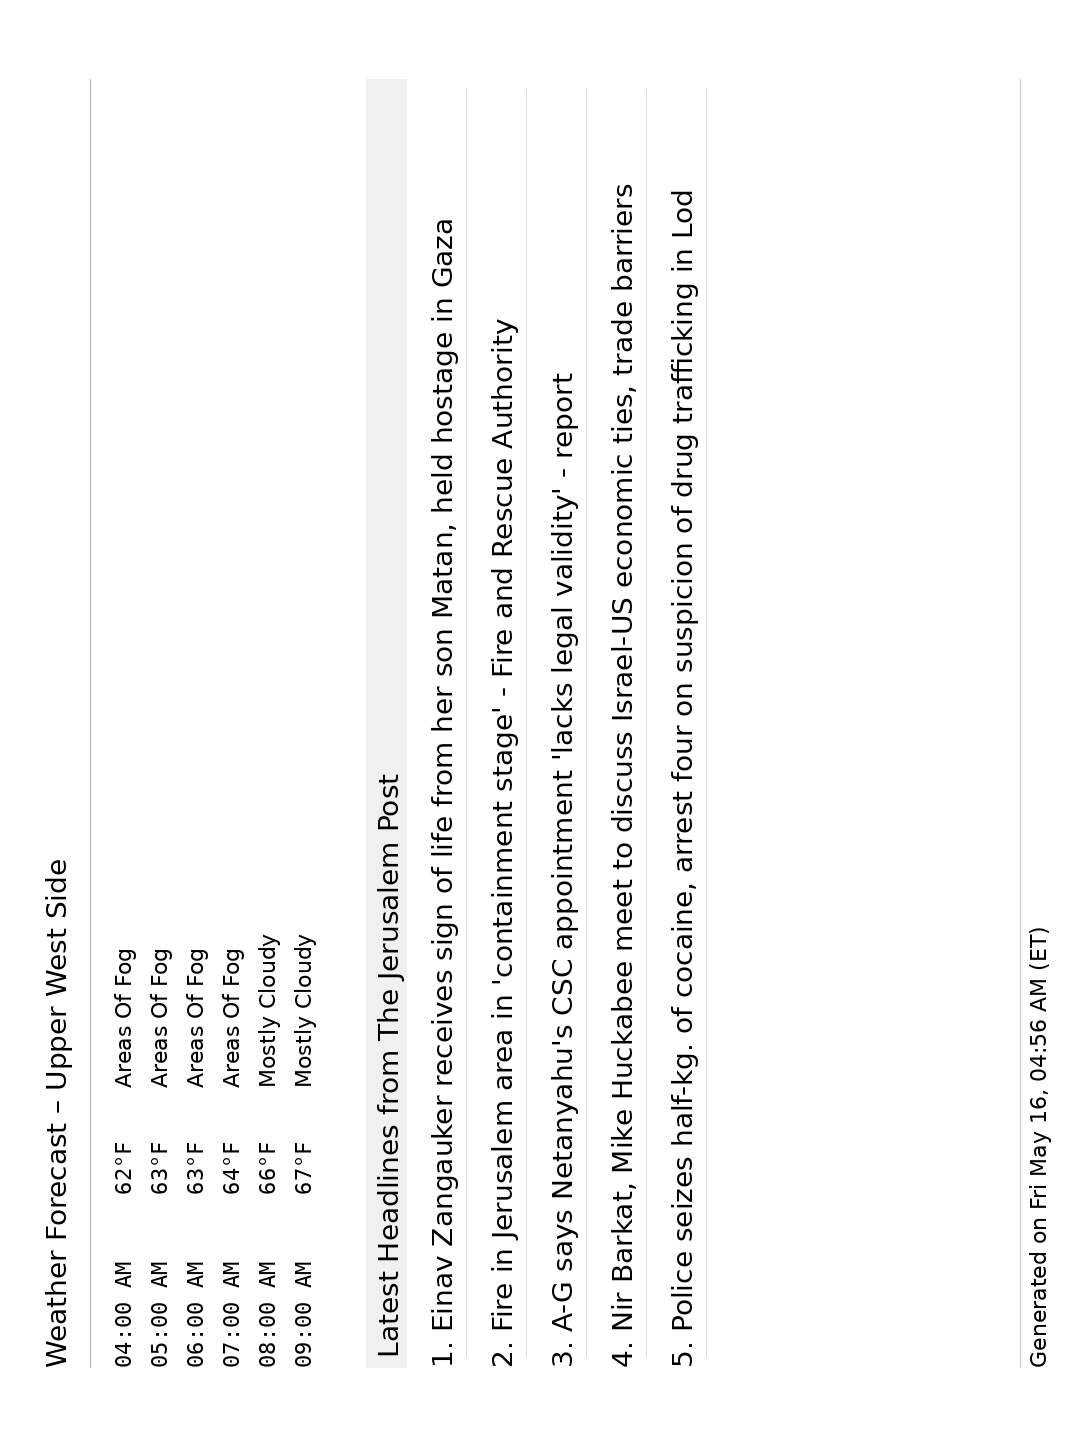 Weather Forecast – Upper West Side
04:00 AM 62°F Areas Of Fog
05:00 AM 63°F Areas Of Fog
06:00 AM 63°F Areas Of Fog
07:00 AM 64°F Areas Of Fog
08:00 AM 66°F Mostly Cloudy
09:00 AM 67°F Mostly Cloudy
Latest Headlines from The Jerusalem Post
1. Einav Zangauker receives sign of life from her son Matan, held hostage in Gaza
2. Fire in Jerusalem area in 'containment stage' - Fire and Rescue Authority
3. A-G says Netanyahu's CSC appointment 'lacks legal validity' - report
4. Nir Barkat, Mike Huckabee meet to discuss Israel-US economic ties, trade barriers
5. Police seizes half-kg. of cocaine, arrest four on suspicion of drug trafficking in Lod
Generated on Fri May 16, 04:56 AM (ET)